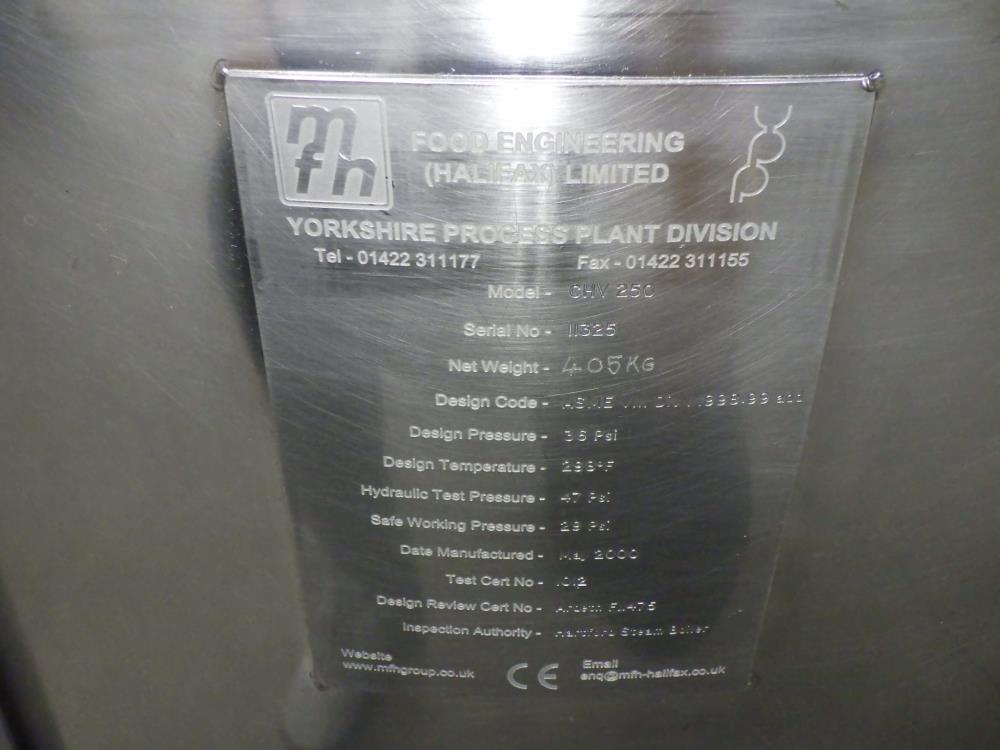 mfh
FOOD ENGINEERING
(HALIFAX) LIMITED
YORKSHIRE PROCESS PLANT DIVISION
Tel - 01422 311177 Fax - 01422 311155
Model - CHV 250
Serial No - 11325
Net Weight - 405KG
Design Code - ASME
Design Pressure - 36 Psi
Design Temperature - 298°F
Hydraulic Test Pressure - 47 Psi
Safe Working Pressure - 29 Psi
Date Manufactured - May 2000
Test Cert No - 1012
Design Review Cert No -
Inspection Authority - Hartford Steam Boiler
Website
www.mfhgroup.co.uk
CE
Email
enq@mfh-halifax.co.uk